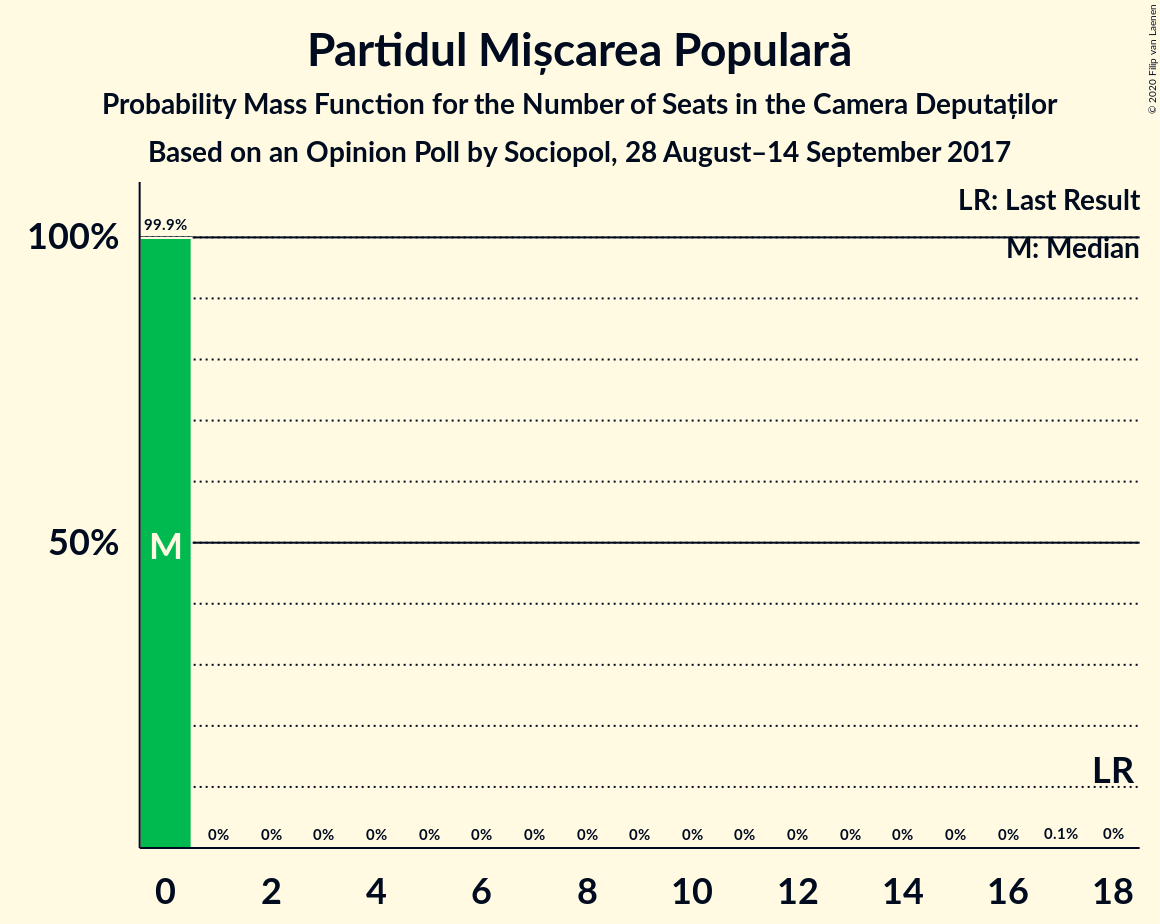 Partidul Mișcarea Populară
Probability Mass Function for the Number of Seats in the Camera Deputaților
Based on an Opinion Poll by Sociopol, 28 August–14 September 2017
© 2020 Filip van Laenen
LR: Last Result
M: Median
99.9%
100%
50%
M
LR
0% 0% 0% 0% 0% 0% 0% 0% 0% 0% 0% 0% 0% 0% 0% 0% 0.1% 0%
0 2 4 6 8 10 12 14 16 18